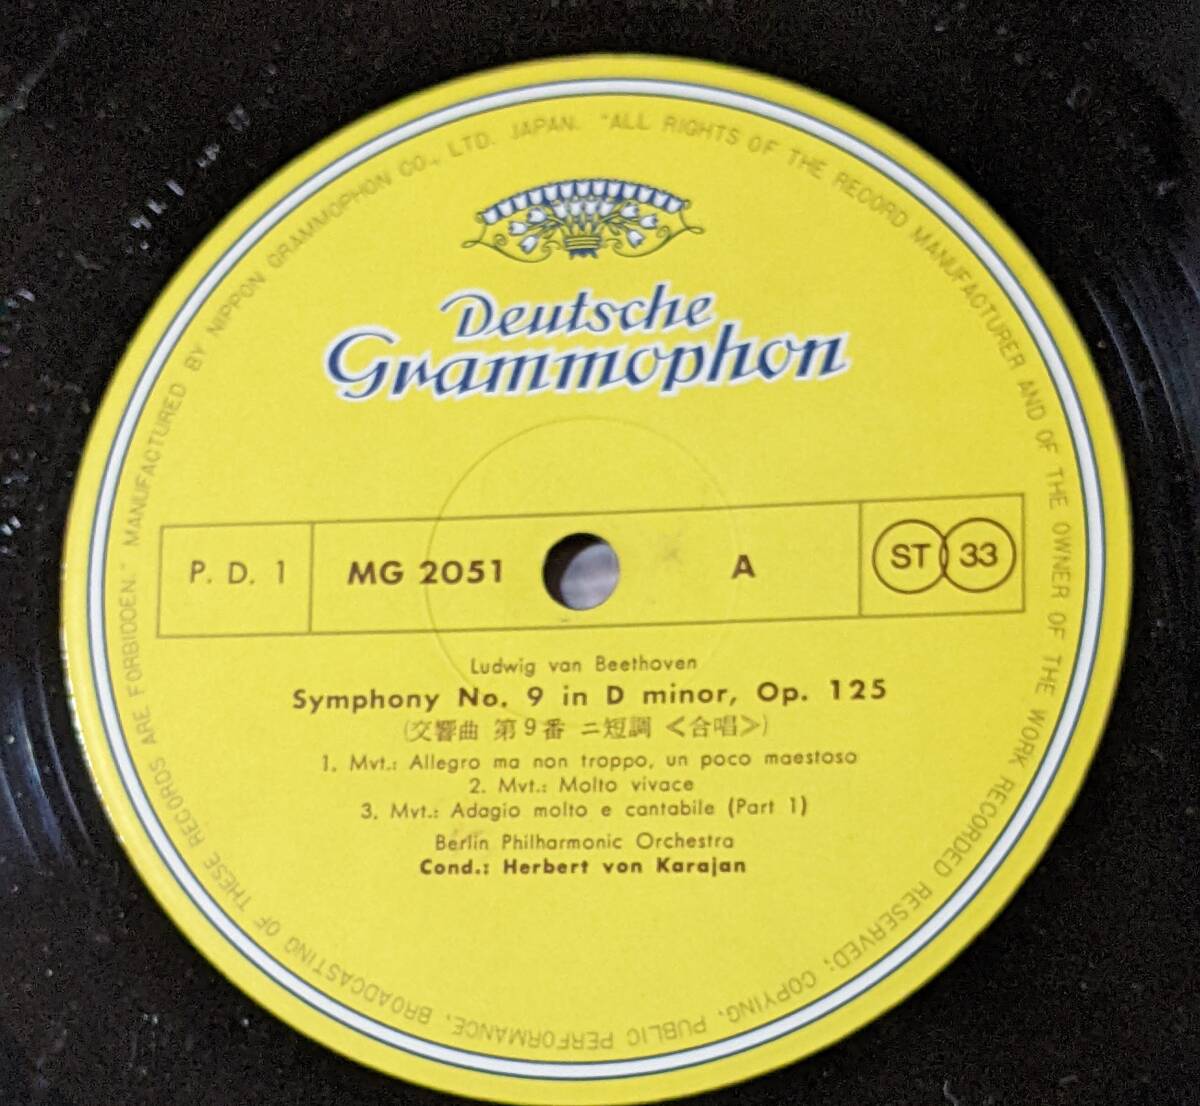 MANUFACTURED BY NIPPON GRAMMOPHON CO., LTD. JAPAN. "ALL RIGHTS OF THE RECORD MANUFACTURER AND OF THE OWNER OF THE WORK RECORDED RESERVED; COPYING, PUBLIC PERFORMANCE, BROADCASTING OF THESE RECORDS ARE FORBIDDEN."
Deutsche
Grammophon
P. D. 1 MG 2051 A ST 33
Ludwig van Beethoven
Symphony No. 9 in D minor, Op. 125
(交響曲 第9番 ニ短調 <合唱>)
1. Mvt.: Allegro ma non troppo, un poco maestoso
2. Mvt.: Molto vivace
3. Mvt.: Adagio molto e cantabile (Part 1)
Berlin Philharmonic Orchestra
Cond.: Herbert von Karajan